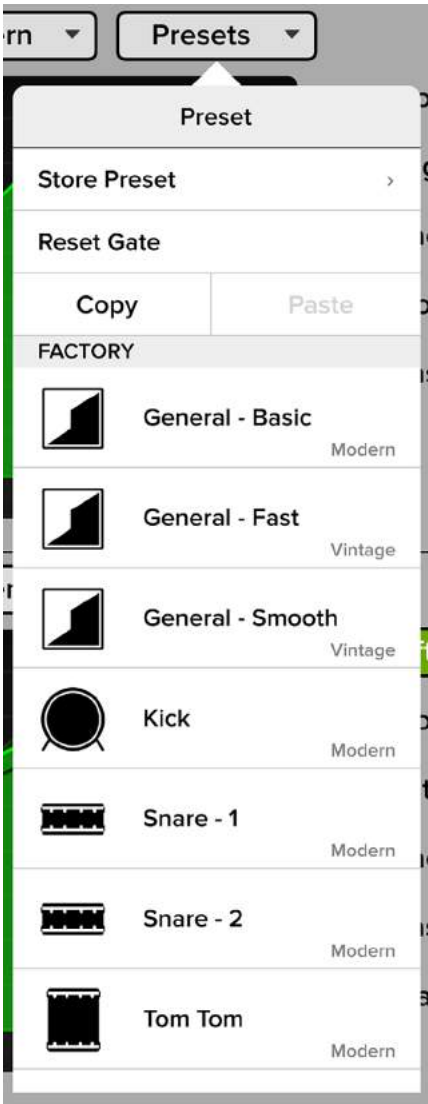 rn Presets
Preset
Store Preset
Reset Gate
Copy Paste
FACTORY
General - Basic
Modern
General - Fast
Vintage
General - Smooth
Vintage
Kick
Modern
Snare - 1
Modern
Snare - 2
Modern
Tom Tom
Modern